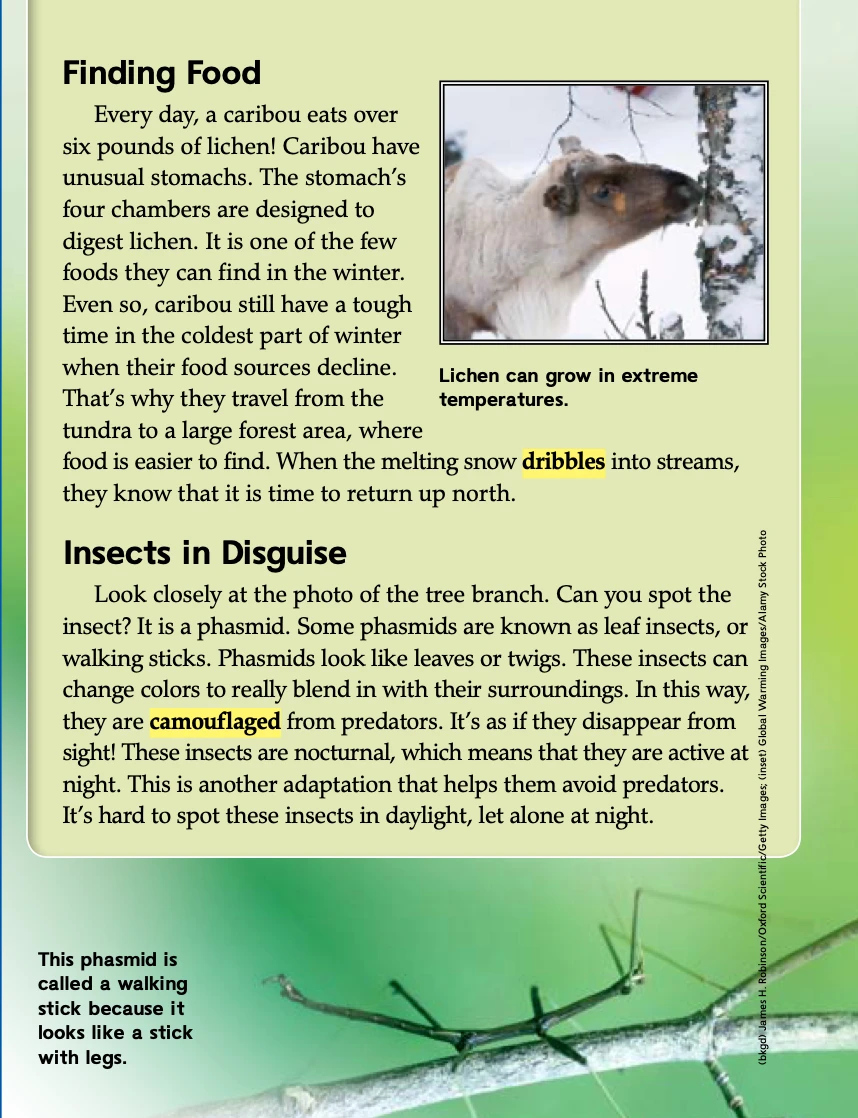 Finding Food
Every day, a caribou eats over
six pounds of lichen! Caribou have
unusual stomachs. The stomach's
four chambers are designed to
digest lichen. It is one of the few
foods they can find in the winter.
Even so, caribou still have a tough
time in the coldest part of winter
when their food sources decline.
That's why they travel from the
tundra to a large forest area, where
food is easier to find. When the melting snow dribbles into streams,
they know that it is time to return up north.
Lichen can grow in extreme
temperatures.
Insects in Disguise
Look closely at the photo of the tree branch. Can you spot the
insect? It is a phasmid. Some phasmids are known as leaf insects, or
walking sticks. Phasmids look like leaves or twigs. These insects can
change colors to really blend in with their surroundings. In this way,
they are camouflaged from predators. It's as if they disappear from
sight! These insects are nocturnal, which means that they are active at
night. This is another adaptation that helps them avoid predators.
It's hard to spot these insects in daylight, let alone at night.
This phasmid is
called a walking
stick because it
looks like a stick
with legs.
(bkgd) James H. Robinson/Oxford Scientific/Getty Images; (inset) Global Warming Images/Alamy Stock Photo